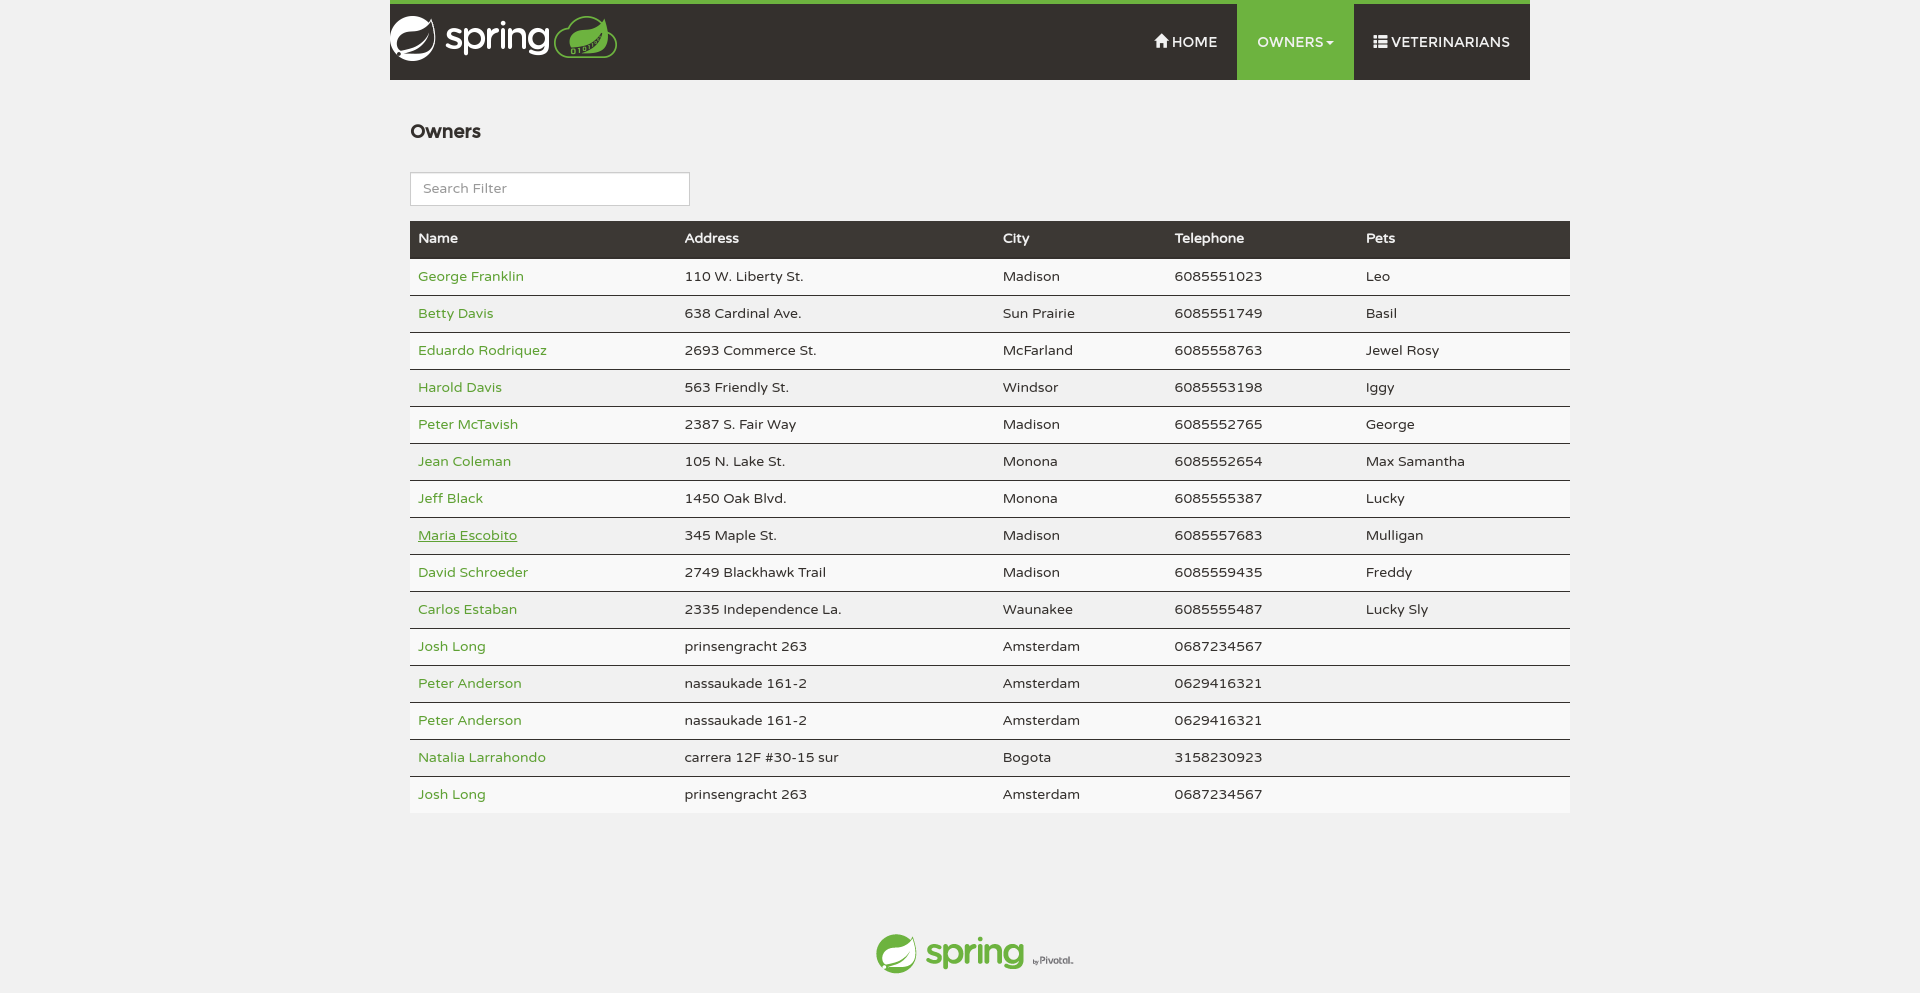 spring
HOME
OWNERS
VETERINARIANS
Owners
Search Filter
Name Address City Telephone Pets
George Franklin 110 W. Liberty St. Madison 6085551023 Leo
Betty Davis 638 Cardinal Ave. Sun Prairie 6085551749 Basil
Eduardo Rodriquez 2693 Commerce St. McFarland 6085558763 Jewel Rosy
Harold Davis 563 Friendly St. Windsor 6085553198 Iggy
Peter McTavish 2387 S. Fair Way Madison 6085552765 George
Jean Coleman 105 N. Lake St. Monona 6085552654 Max Samantha
Jeff Black 1450 Oak Blvd. Monona 6085555387 Lucky
Maria Escobito 345 Maple St. Madison 6085557683 Mulligan
David Schroeder 2749 Blackhawk Trail Madison 6085559435 Freddy
Carlos Estaban 2335 Independence La. Waunakee 6085555487 Lucky Sly
Josh Long prinsengracht 263 Amsterdam 0687234567
Peter Anderson nassaukade 161-2 Amsterdam 0629416321
Peter Anderson nassaukade 161-2 Amsterdam 0629416321
Natalia Larrahondo carrera 12F #30-15 sur Bogota 3158230923
Josh Long prinsengracht 263 Amsterdam 0687234567
spring by Pivotal.